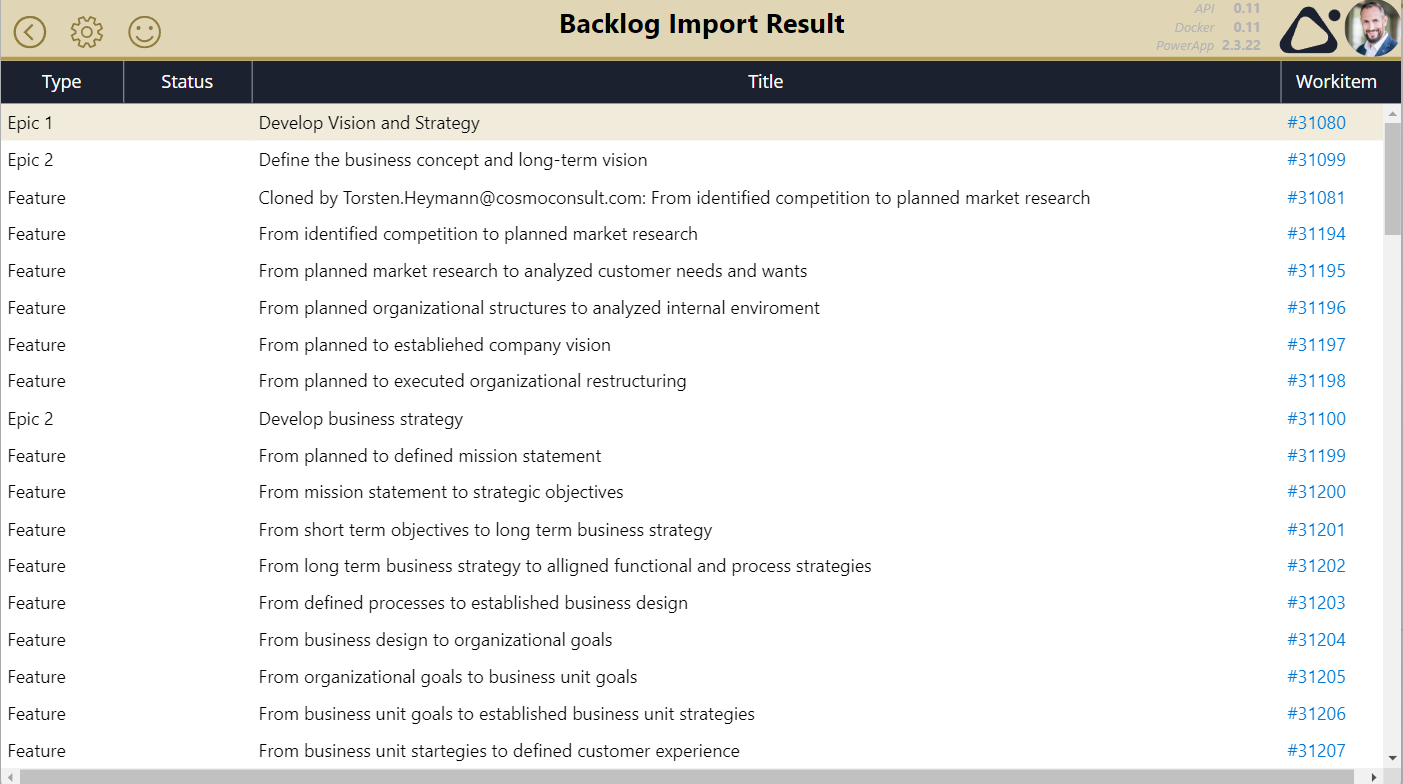 Backlog Import Result
API 0.11
Docker 0.11
PowerApp 2.3.22
Type Status Title Workitem
Epic 1 Develop Vision and Strategy #31080
Epic 2 Define the business concept and long-term vision #31099
Feature Cloned by Torsten.Heymann@cosmoconsult.com: From identified competition to planned market research #31081
Feature From identified competition to planned market research #31194
Feature From planned market research to analyzed customer needs and wants #31195
Feature From planned organizational structures to analyzed internal enviroment #31196
Feature From planned to establiehed company vision #31197
Feature From planned to executed organizational restructuring #31198
Epic 2 Develop business strategy #31100
Feature From planned to defined mission statement #31199
Feature From mission statement to strategic objectives #31200
Feature From short term objectives to long term business strategy #31201
Feature From long term business strategy to alligned functional and process strategies #31202
Feature From defined processes to established business design #31203
Feature From business design to organizational goals #31204
Feature From organizational goals to business unit goals #31205
Feature From business unit goals to established business unit strategies #31206
Feature From business unit startegies to defined customer experience #31207